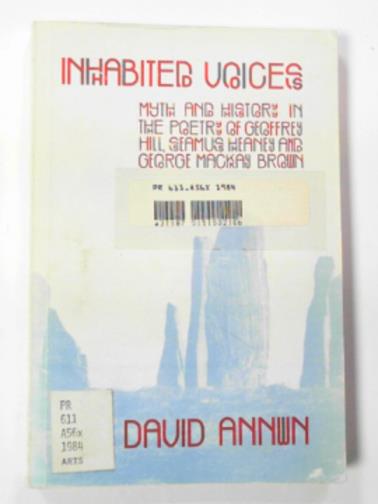 INHABITED VOICES
MYTH AND HISTORY IN
THE POETRY OF GEOFFREY
HILL, SEAMUS HEANEY AND
GEORGE MACKAY BROWN
PR 611.A56X 1984
PR
611
A56x
1984
ARTS
DAVID ANNWN